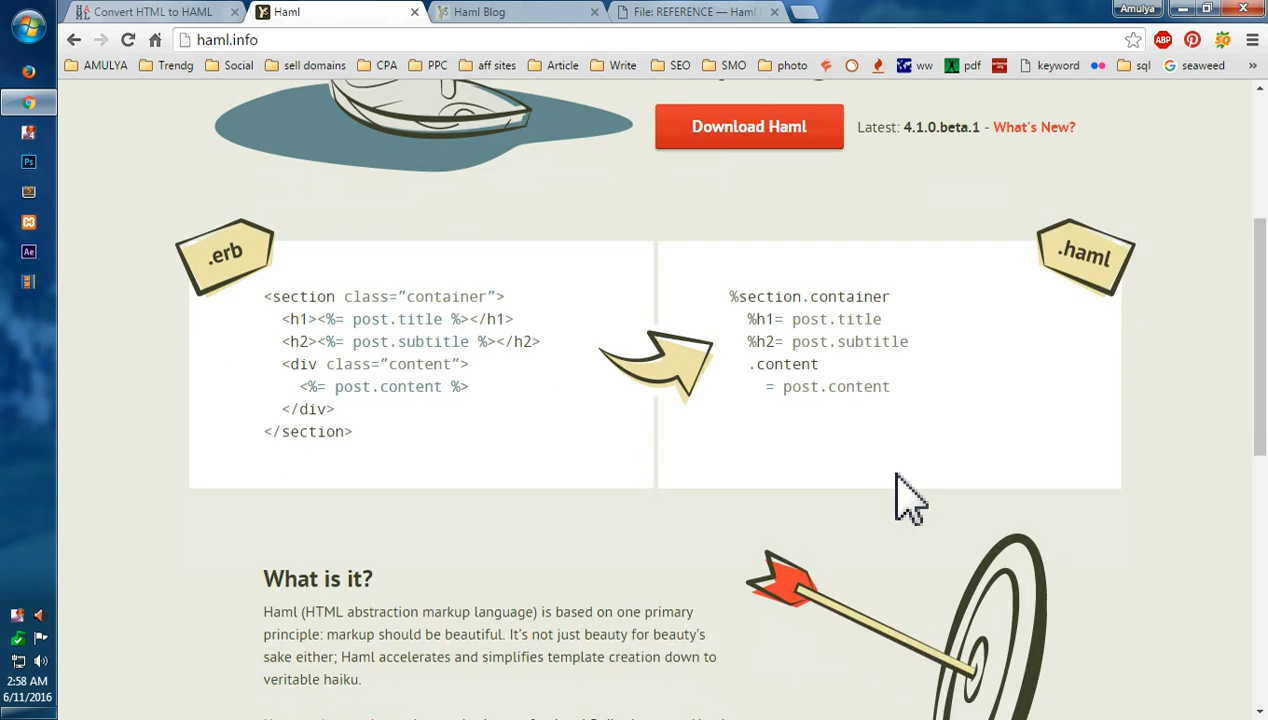 Convert HTML to HAML
Haml
Haml Blog
File: REFERENCE — Haml
Amulya
haml.info
ABP
AMULYA
Trendg
Social
sell domains
CPA
PPC
aff sites
Article
Write
SEO
SMO
photo
ww
pdf
keyword
sql
seaweed
»
Download Haml
Latest: 4.1.0.beta.1 - What's New?
.erb
.haml
<section class=”container”>
<h1><%= post.title %></h1>
<h2><%= post.subtitle %></h2>
<div class=”content”>
<%= post.content %>
</div>
</section>
%section.container
%h1= post.title
%h2= post.subtitle
.content
= post.content
What is it?
Haml (HTML abstraction markup language) is based on one primary
principle: markup should be beautiful. It’s not just beauty for beauty’s
sake either; Haml accelerates and simplifies template creation down to
veritable haiku.
Ps
Ae
2:58 AM
6/11/2016